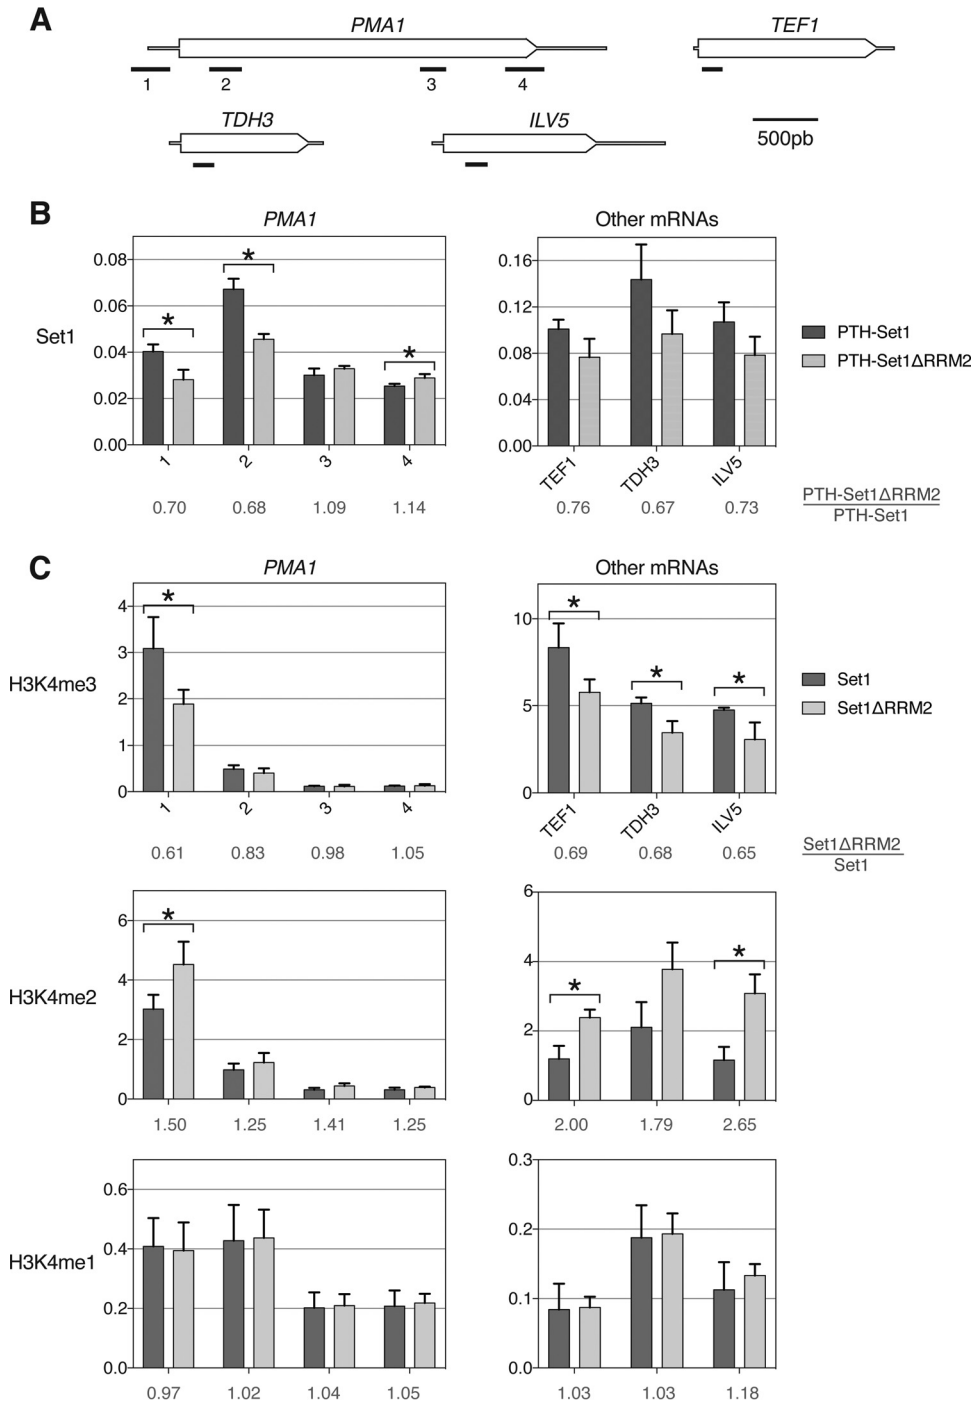 A
PMA1
TEF1
1
2
3
4
TDH3
ILV5
500pb
B
PMA1
Other mRNAs
Set1
0.08
0.06
0.04
0.02
0.00
*
*
*
1
2
3
4
0.70
0.68
1.09
1.14
0.16
0.12
0.08
0.04
0.00
TEF1
TDH3
ILV5
0.76
0.67
0.73
PTH-Set1
PTH-Set1ΔRRM2
PTH-Set1ΔRRM2
PTH-Set1
C
PMA1
Other mRNAs
H3K4me3
4
3
2
1
0
*
1
2
3
4
0.61
0.83
0.98
1.05
10
5
0
*
*
*
TEF1
TDH3
ILV5
0.69
0.68
0.65
Set1
Set1ΔRRM2
Set1ΔRRM2
Set1
H3K4me2
6
4
2
0
*
1.50
1.25
1.41
1.25
6
4
2
0
*
*
2.00
1.79
2.65
H3K4me1
0.6
0.4
0.2
0.0
0.97
1.02
1.04
1.05
0.3
0.2
0.1
0.0
1.03
1.03
1.18